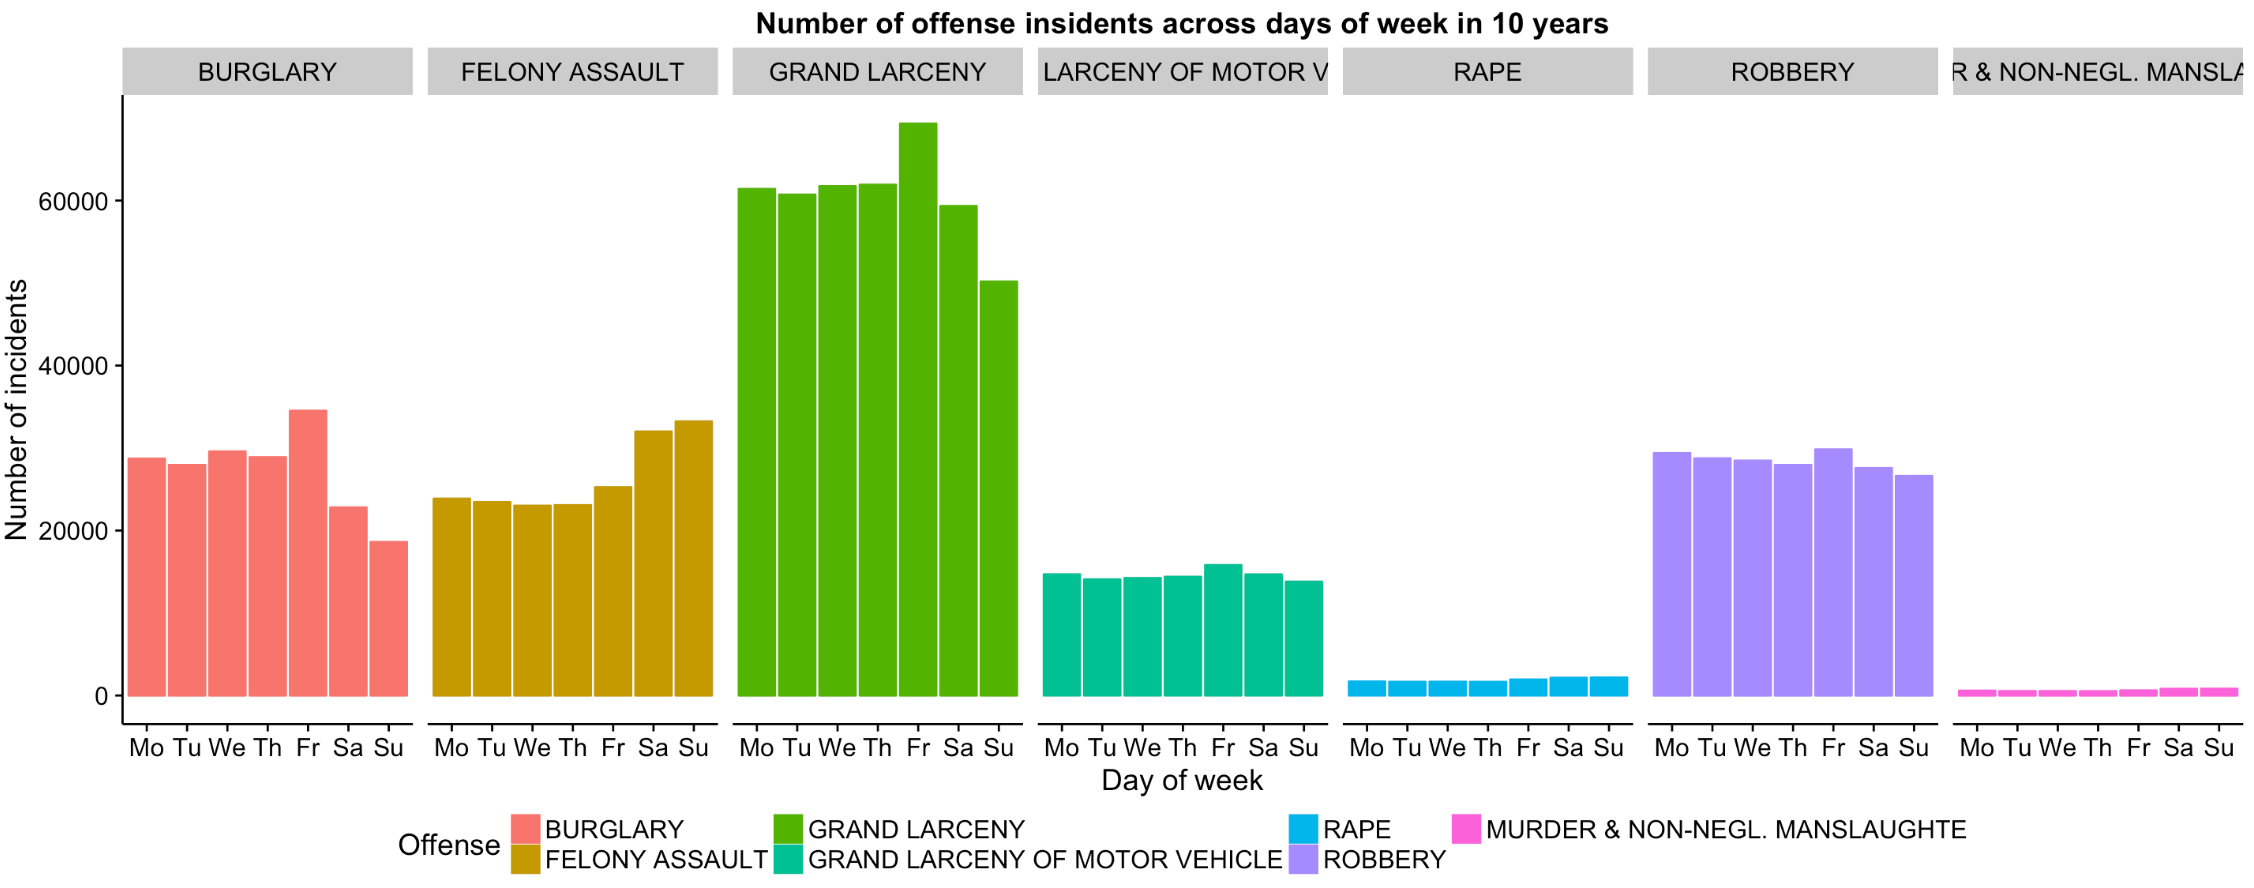 Number of offense insidents across days of week in 10 years
BURGLARY FELONY ASSAULT GRAND LARCENY LARCENY OF MOTOR V RAPE ROBBERY R & NON-NEGL. MANSLA
Number of incidents
60000
40000
20000
0
Mo Tu We Th Fr Sa Su Mo Tu We Th Fr Sa Su Mo Tu We Th Fr Sa Su Mo Tu We Th Fr Sa Su Mo Tu We Th Fr Sa Su Mo Tu We Th Fr Sa Su Mo Tu We Th Fr Sa Su
Day of week
Offense
BURGLARY GRAND LARCENY RAPE MURDER & NON-NEGL. MANSLAUGHTE
FELONY ASSAULT GRAND LARCENY OF MOTOR VEHICLE ROBBERY